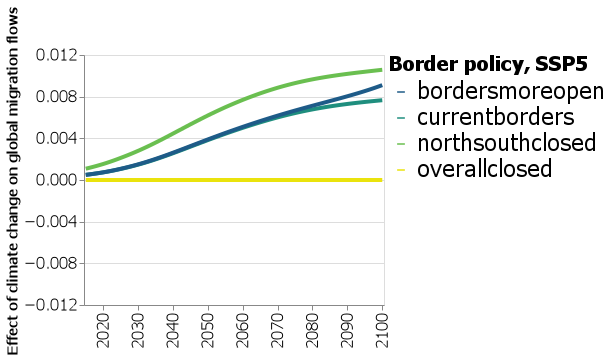 Effect of climate change on global migration flows
0.012
0.008
0.004
0.000
−0.004
−0.008
−0.012
2020
2030
2040
2050
2060
2070
2080
2090
2100
Border policy, SSP5
bordersmoreopen
currentborders
northsouthclosed
overallclosed